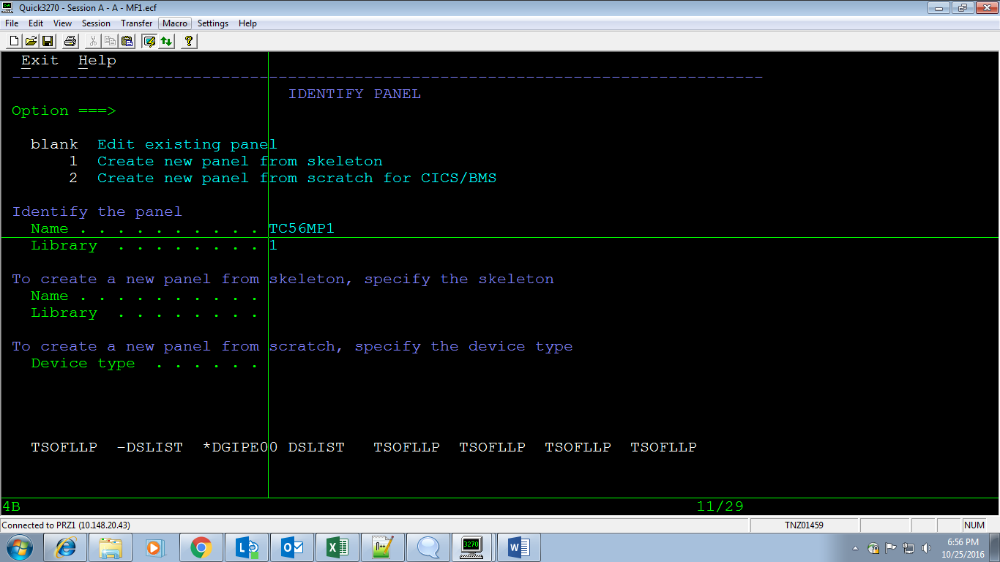 Quick3270 - Session A - A - MF1.ecf
File Edit View Session Transfer Macro Settings Help
Exit Help
-------------------------------------------------------------------------------
IDENTIFY PANEL
Option ===>
blank Edit existing panel
1 Create new panel from skeleton
2 Create new panel from scratch for CICS/BMS
Identify the panel
Name . . . . . . . . . . TC56MP1
Library . . . . . . . . 1
To create a new panel from skeleton, specify the skeleton
Name . . . . . . . . . .
Library . . . . . . . .
To create a new panel from scratch, specify the device type
Device type . . . . . .
TSOFLLP -DSLIST *DGIPE00 DSLIST TSOFLLP TSOFLLP TSOFLLP TSOFLLP
4B 11/29
Connected to PRZ1 (10.148.20.43) TNZ01459 NUM
6:56 PM
10/25/2016